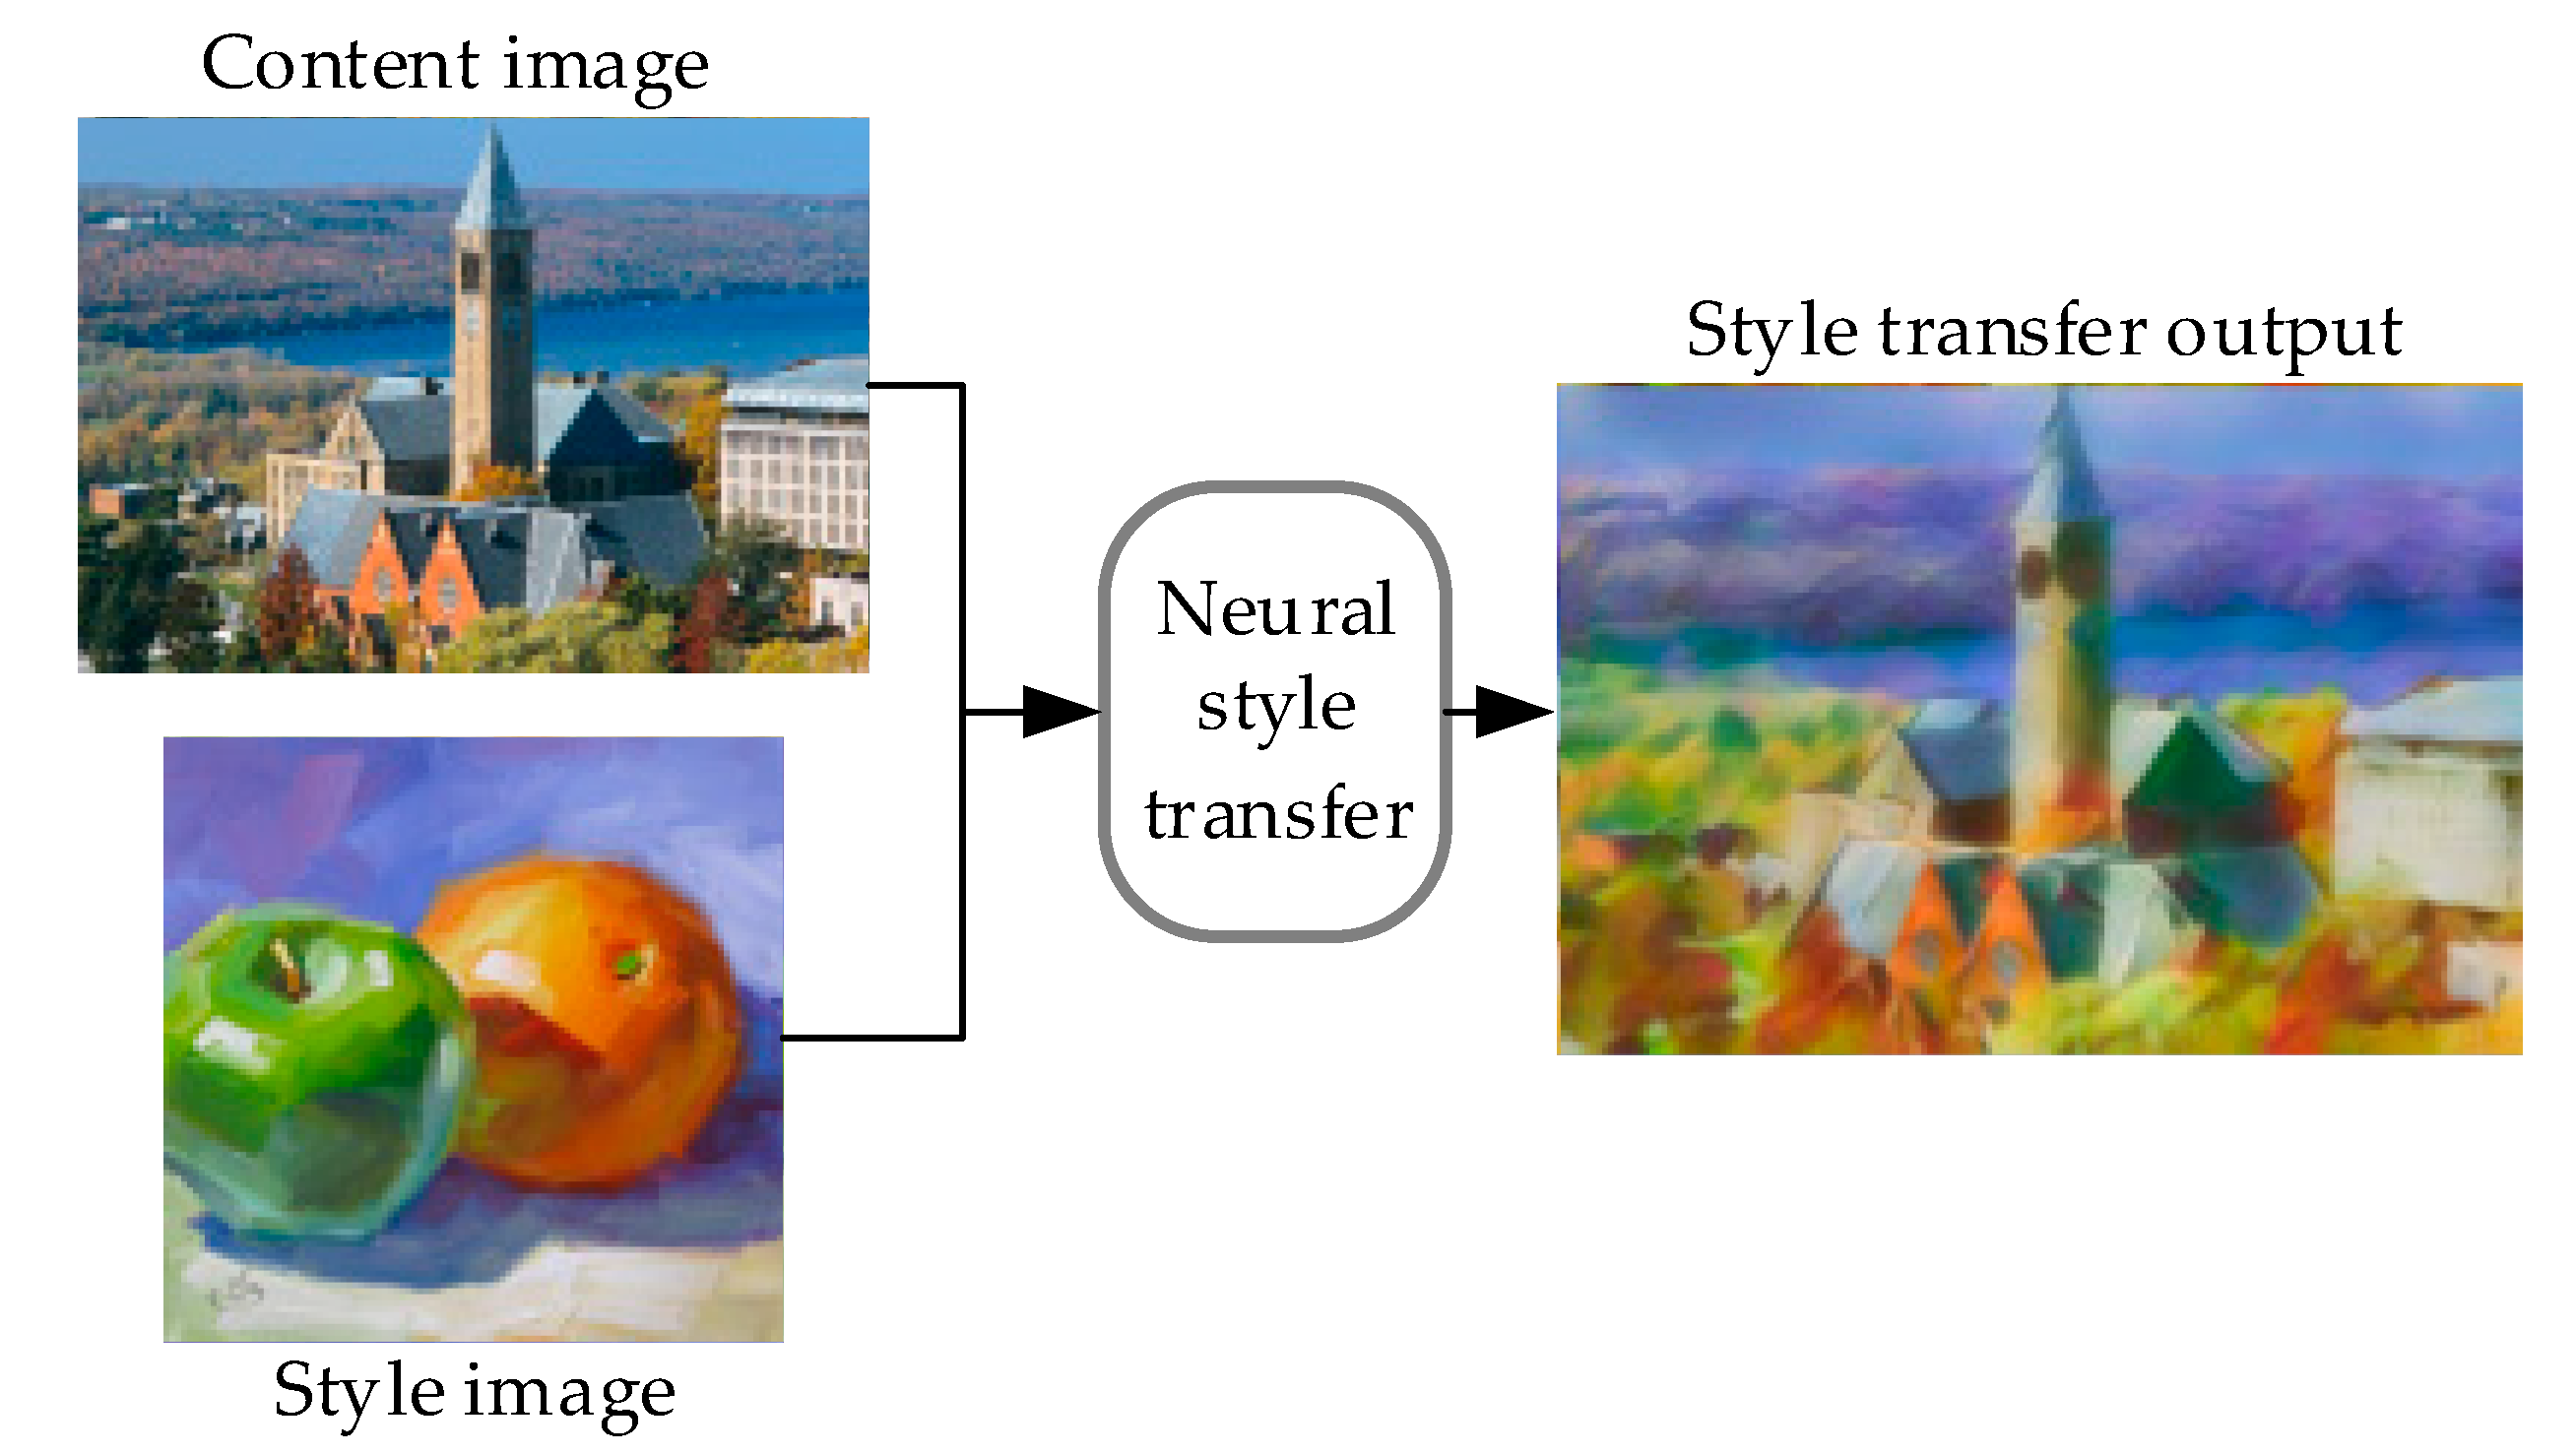 Content image
Style image
Neural
style
transfer
Style transfer output